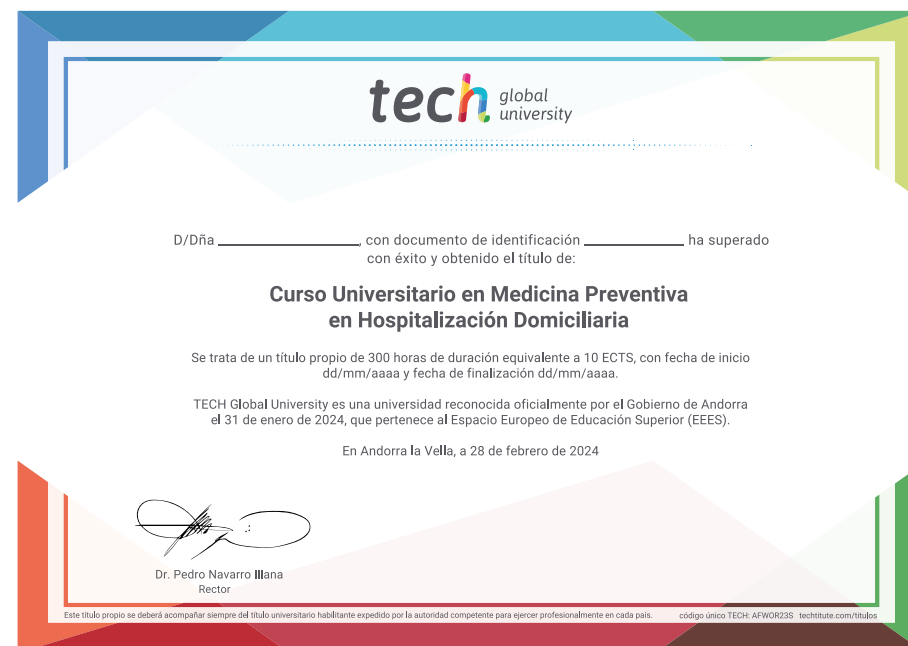 tech global university
D/Dña ____________________, con documento de identificación ______________ ha superado
con éxito y obtenido el título de:
Curso Universitario en Medicina Preventiva
en Hospitalización Domiciliaria
Se trata de un título propio de 300 horas de duración equivalente a 10 ECTS, con fecha de inicio
dd/mm/aaaa y fecha de finalización dd/mm/aaaa.
TECH Global University es una universidad reconocida oficialmente por el Gobierno de Andorra
el 31 de enero de 2024, que pertenece al Espacio Europeo de Educación Superior (EEES).
En Andorra la Vella, a 28 de febrero de 2024
Dr. Pedro Navarro Illana
Rector
Este título propio se deberá acompañar siempre del título universitario habilitante expedido por la autoridad competente para ejercer profesionalmente en cada país. código único TECH: AFWOR23S techtitute.com/titulos